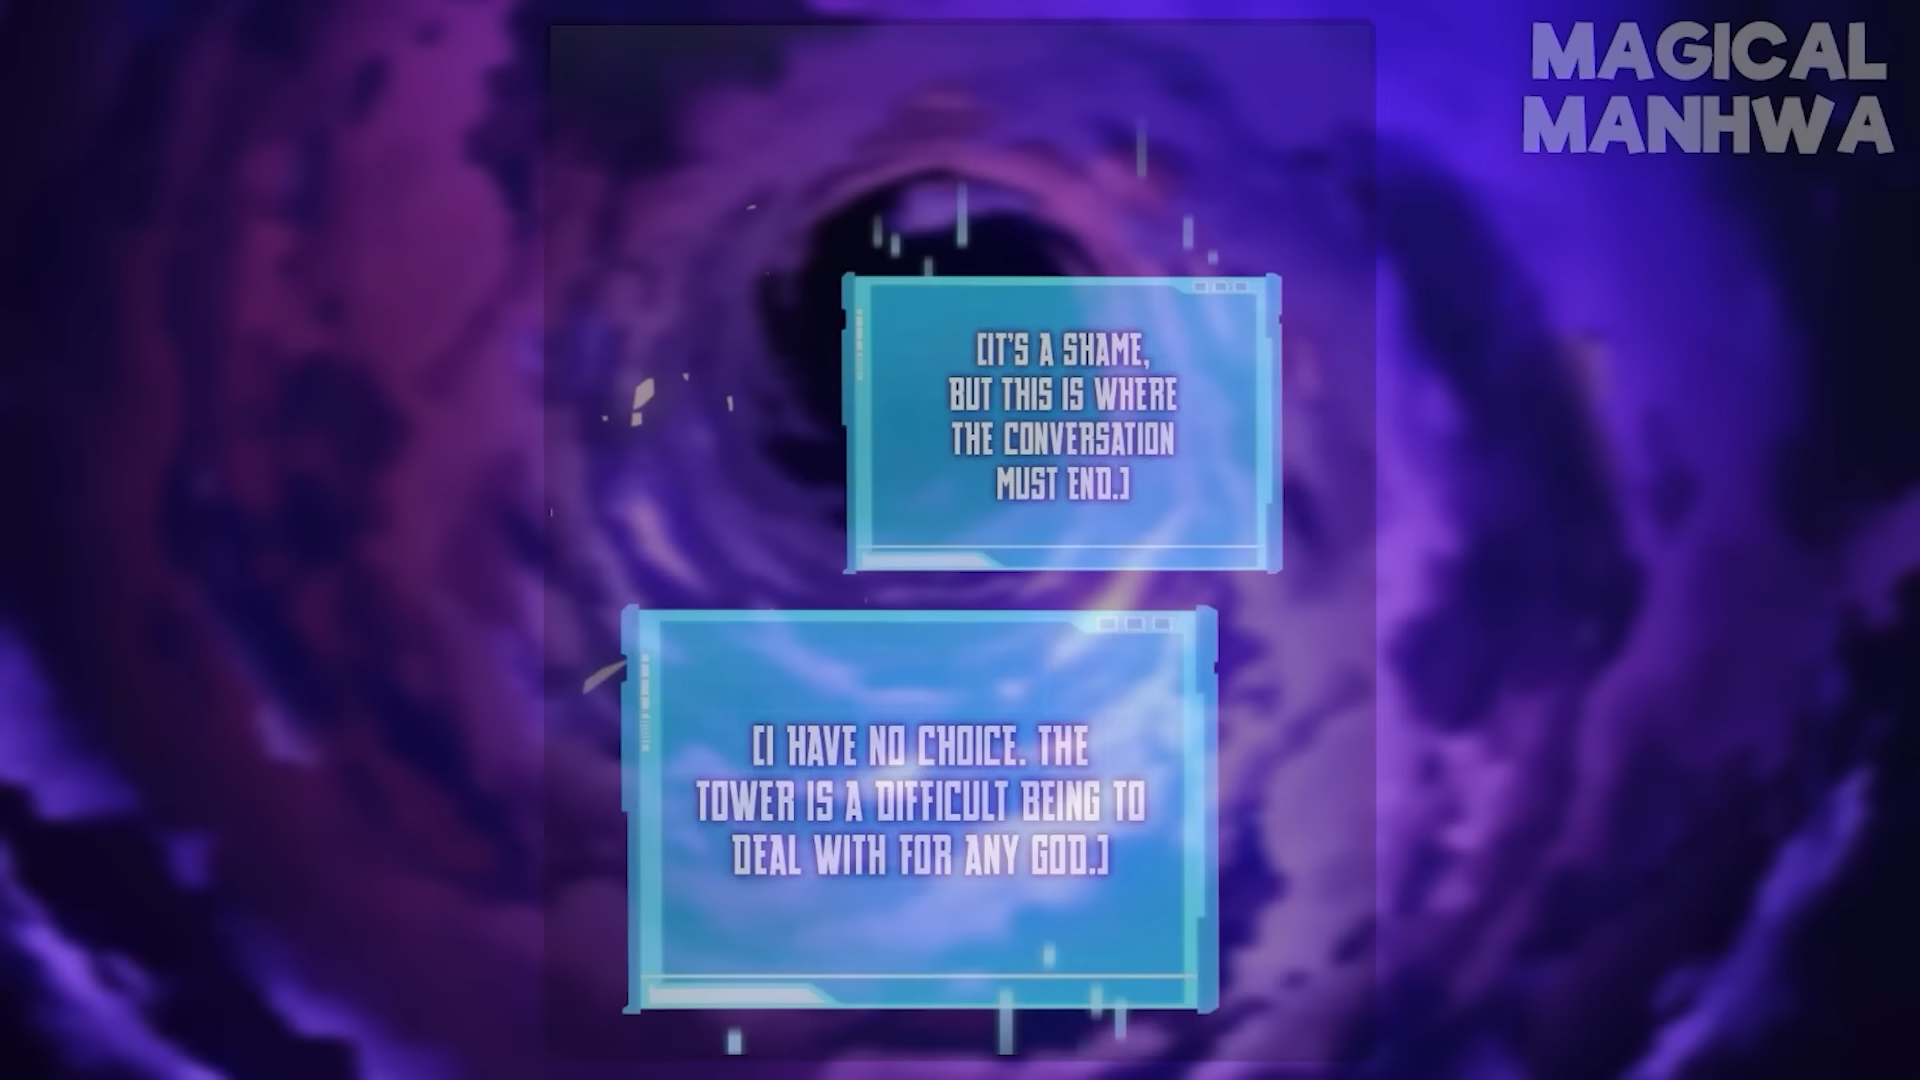 MAGICAL
MANHWA
[IT'S A SHAME,
BUT THIS IS WHERE
THE CONVERSATION
MUST END.]
[I HAVE NO CHOICE. THE
TOWER IS A DIFFICULT BEING TO
DEAL WITH FOR ANY GOD.]